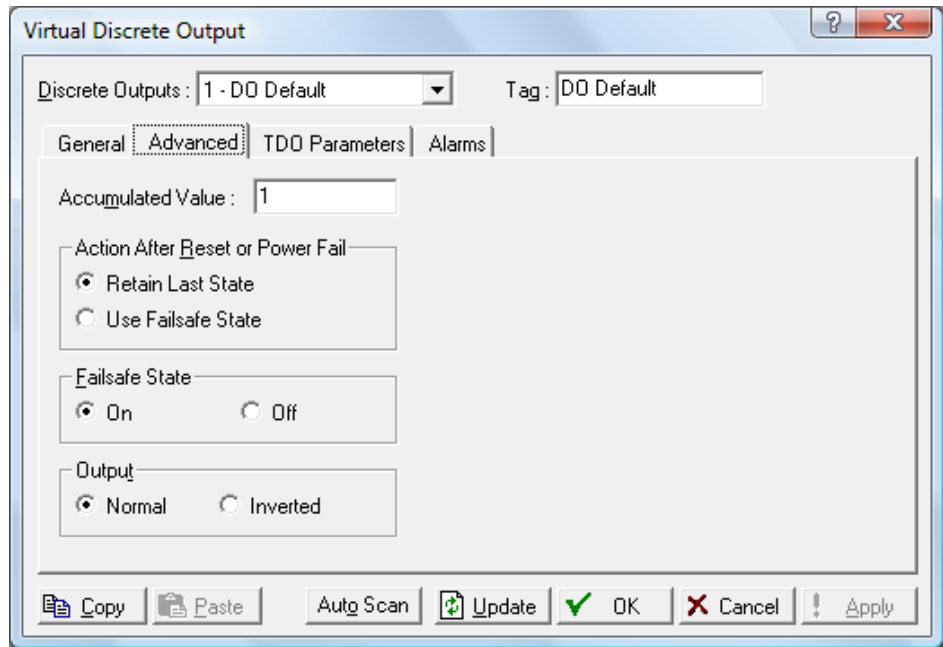 Virtual Discrete Output
? X
Discrete Outputs : 1 - DO Default Tag : DO Default
General Advanced TDO Parameters Alarms
Accumulated Value : 1
Action After Reset or Power Fail
Retain Last State
Use Failsafe State
Failsafe State
On Off
Output
Normal Inverted
Copy Paste Auto Scan Update OK Cancel ! Apply